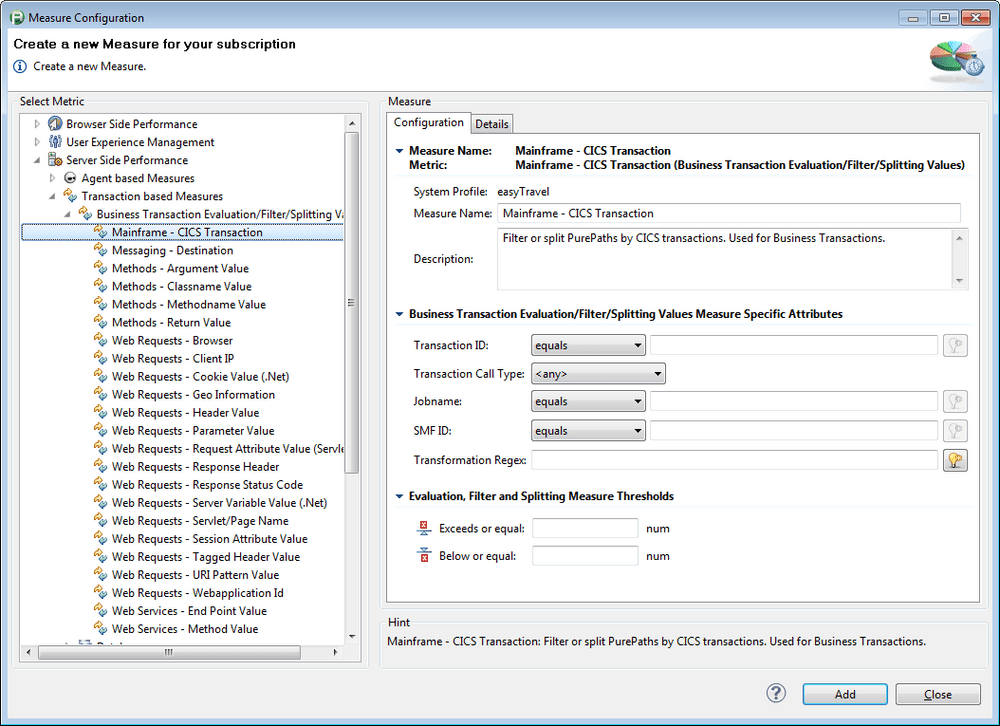 Measure Configuration
Create a new Measure for your subscription
Create a new Measure.
Select Metric
Browser Side Performance
User Experience Management
Server Side Performance
Agent based Measures
Transaction based Measures
Business Transaction Evaluation/Filter/Splitting Va
Mainframe - CICS Transaction
Messaging - Destination
Methods - Argument Value
Methods - Classname Value
Methods - Methodname Value
Methods - Return Value
Web Requests - Browser
Web Requests - Client IP
Web Requests - Cookie Value (.Net)
Web Requests - Geo Information
Web Requests - Header Value
Web Requests - Parameter Value
Web Requests - Request Attribute Value (Servle
Web Requests - Response Header
Web Requests - Response Status Code
Web Requests - Server Variable Value (.Net)
Web Requests - Servlet/Page Name
Web Requests - Session Attribute Value
Web Requests - Tagged Header Value
Web Requests - URI Pattern Value
Web Requests - Webapplication Id
Web Services - End Point Value
Web Services - Method Value
Measure
Configuration Details
Measure Name: Mainframe - CICS Transaction
Metric: Mainframe - CICS Transaction (Business Transaction Evaluation/Filter/Splitting Values)
System Profile: easyTravel
Measure Name: Mainframe - CICS Transaction
Description: Filter or split PurePaths by CICS transactions. Used for Business Transactions.
Business Transaction Evaluation/Filter/Splitting Values Measure Specific Attributes
Transaction ID: equals
Transaction Call Type: <any>
Jobname: equals
SMF ID: equals
Transformation Regex:
Evaluation, Filter and Splitting Measure Thresholds
Exceeds or equal: num
Below or equal: num
Hint
Mainframe - CICS Transaction: Filter or split PurePaths by CICS transactions. Used for Business Transactions.
? Add Close